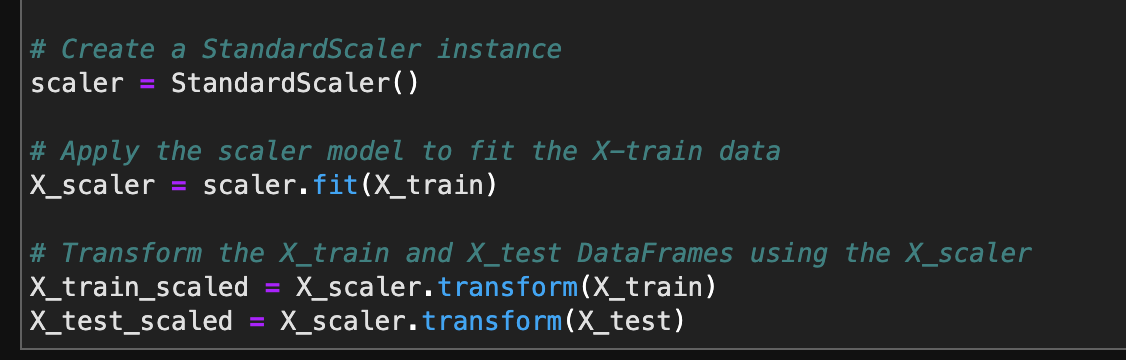 # Create a StandardScaler instance
scaler = StandardScaler()
# Apply the scaler model to fit the X-train data
X_scaler = scaler.fit(X_train)
# Transform the X_train and X_test DataFrames using the X_scaler
X_train_scaled = X_scaler.transform(X_train)
X_test_scaled = X_scaler.transform(X_test)